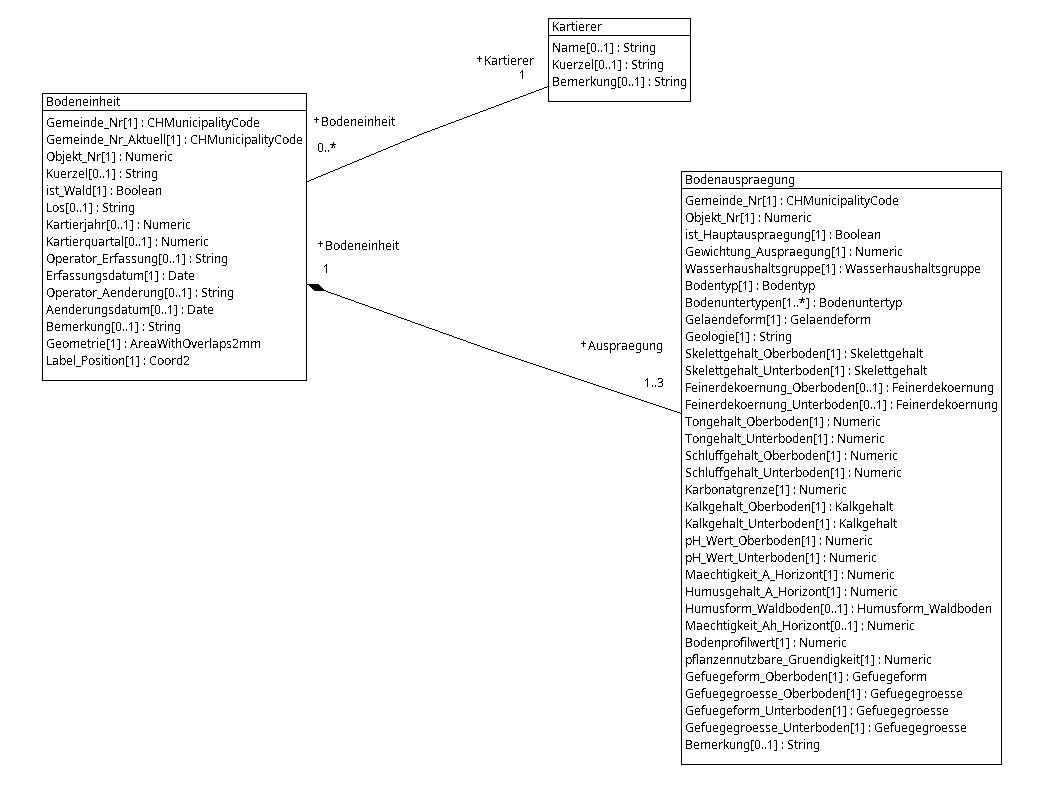 Kartierer
Name[0..1] : String
Kuerzel[0..1] : String
Bemerkung[0..1] : String
+Kartierer
1
Bodeneinheit
Gemeinde_Nr[1] : CHMunicipalityCode
Gemeinde_Nr_Aktuell[1] : CHMunicipalityCode
Objekt_Nr[1] : Numeric
Kuerzel[0..1] : String
ist_Wald[1] : Boolean
Los[0..1] : String
Kartierjahr[0..1] : Numeric
Kartierquartal[0..1] : Numeric
Operator_Erfassung[0..1] : String
Erfassungsdatum[1] : Date
Operator_Aenderung[0..1] : String
Aenderungsdatum[0..1] : Date
Bemerkung[0..1] : String
Geometrie[1] : AreaWithOverlaps2mm
Label_Position[1] : Coord2
+Bodeneinheit
0..*
+Bodeneinheit
1
+Auspraegung
1..3
Bodenauspraegung
Gemeinde_Nr[1] : CHMunicipalityCode
Objekt_Nr[1] : Numeric
ist_Hauptauspraegung[1] : Boolean
Gewichtung_Auspraegung[1] : Numeric
Wasserhaushaltsgruppe[1] : Wasserhaushaltsgruppe
Bodentyp[1] : Bodentyp
Bodenuntertypen[1..*] : Bodenuntertyp
Gelaendeform[1] : Gelaendeform
Geologie[1] : String
Skelettgehalt_Oberboden[1] : Skelettgehalt
Skelettgehalt_Unterboden[1] : Skelettgehalt
Feinerdekoernung_Oberboden[0..1] : Feinerdekoernung
Feinerdekoernung_Unterboden[0..1] : Feinerdekoernung
Tongehalt_Oberboden[1] : Numeric
Tongehalt_Unterboden[1] : Numeric
Schluffgehalt_Oberboden[1] : Numeric
Schluffgehalt_Unterboden[1] : Numeric
Karbonatgrenze[1] : Numeric
Kalkgehalt_Oberboden[1] : Kalkgehalt
Kalkgehalt_Unterboden[1] : Kalkgehalt
pH_Wert_Oberboden[1] : Numeric
pH_Wert_Unterboden[1] : Numeric
Maechtigkeit_A_Horizont[1] : Numeric
Humusgehalt_A_Horizont[1] : Numeric
Humusform_Waldboden[0..1] : Humusform_Waldboden
Maechtigkeit_Ah_Horizont[0..1] : Numeric
Bodenprofilwert[1] : Numeric
pflanzennutzbare_Gruendigkeit[1] : Numeric
Gefuegeform_Oberboden[1] : Gefuegeform
Gefuegegroesse_Oberboden[1] : Gefuegegroesse
Gefuegeform_Unterboden[1] : Gefuegegroesse
Gefuegegroesse_Unterboden[1] : Gefuegegroesse
Bemerkung[0..1] : String